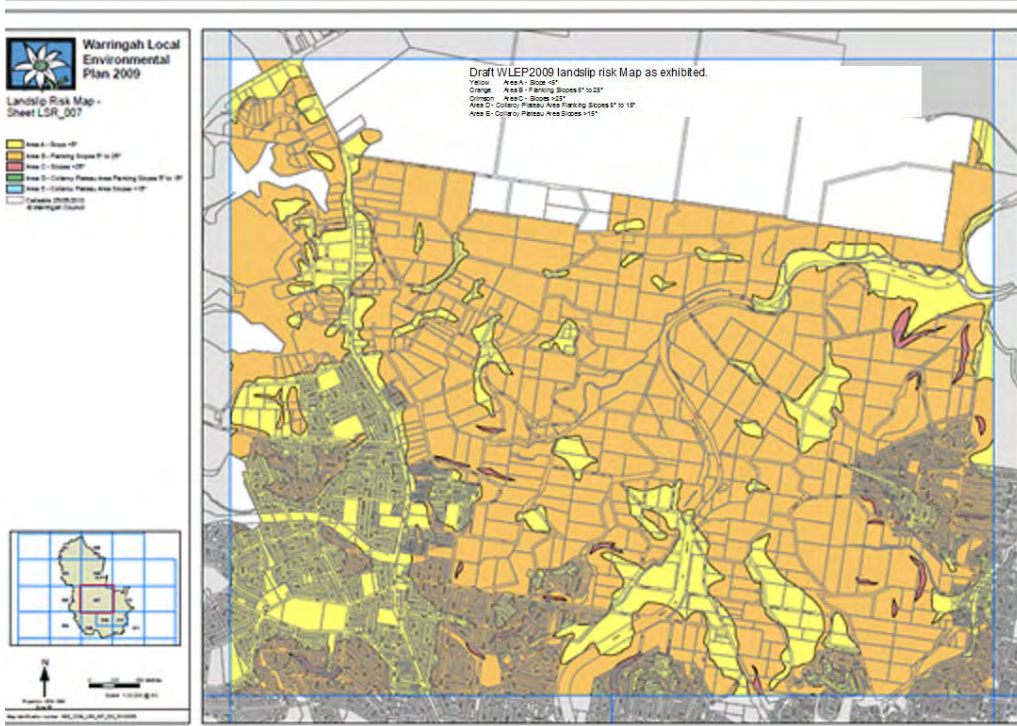 Warringah Local
Environmental
Plan 2009
Landslip Risk Map -
Sheet LSR_007
Area A - Slope <5°
Area B - Flanking Slopes 5° to 25°
Area C - Slopes >25°
Area D - Collaroy Plateau Area Flanking Slopes 5° to 15°
Area E - Collaroy Plateau Area Slopes >15°
Cadastre
© Warringah Council
Draft WLEP2009 landslip risk Map as exhibited.
Yellow Area A - Slope <5°
Orange Area B - Flanking Slopes 5° to 25°
Crimson Area C - Slopes >25°
Area D - Collaroy Plateau Area Flanking Slopes 5° to 15°
Area E - Collaroy Plateau Area Slopes >15°
N